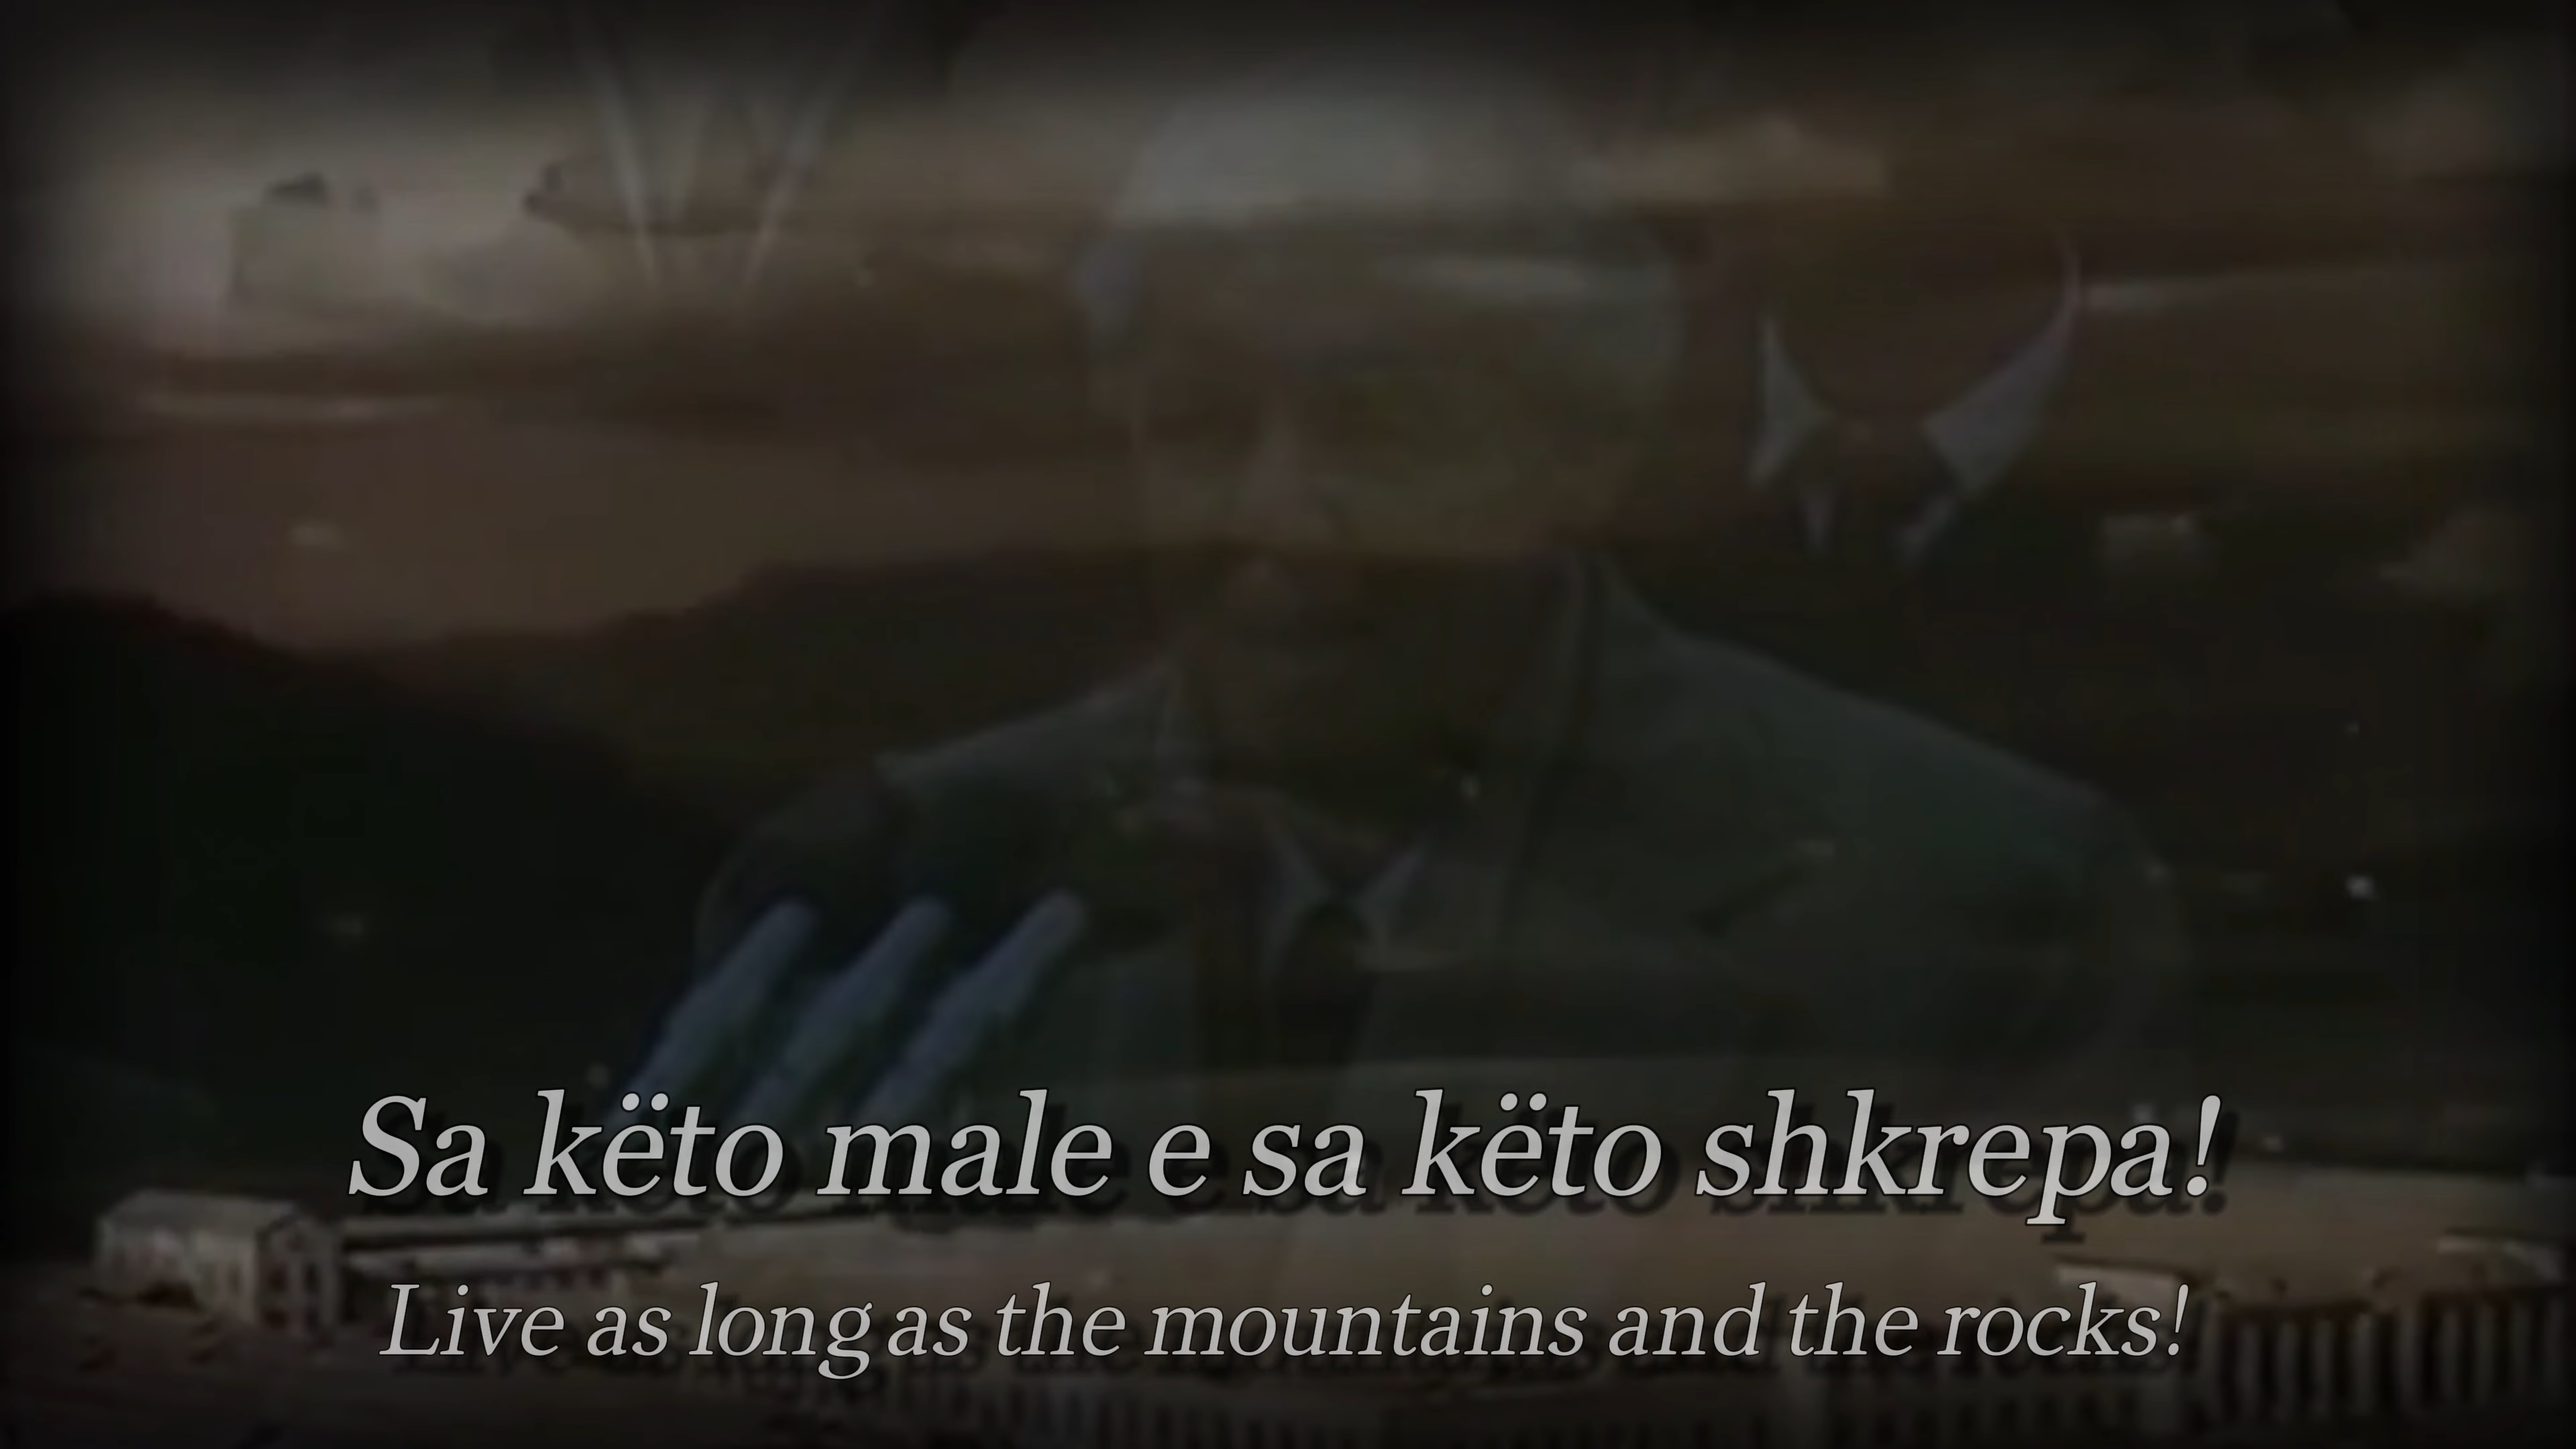 Sa këto male e sa këto shkrepa!
Live as long as the mountains and the rocks!